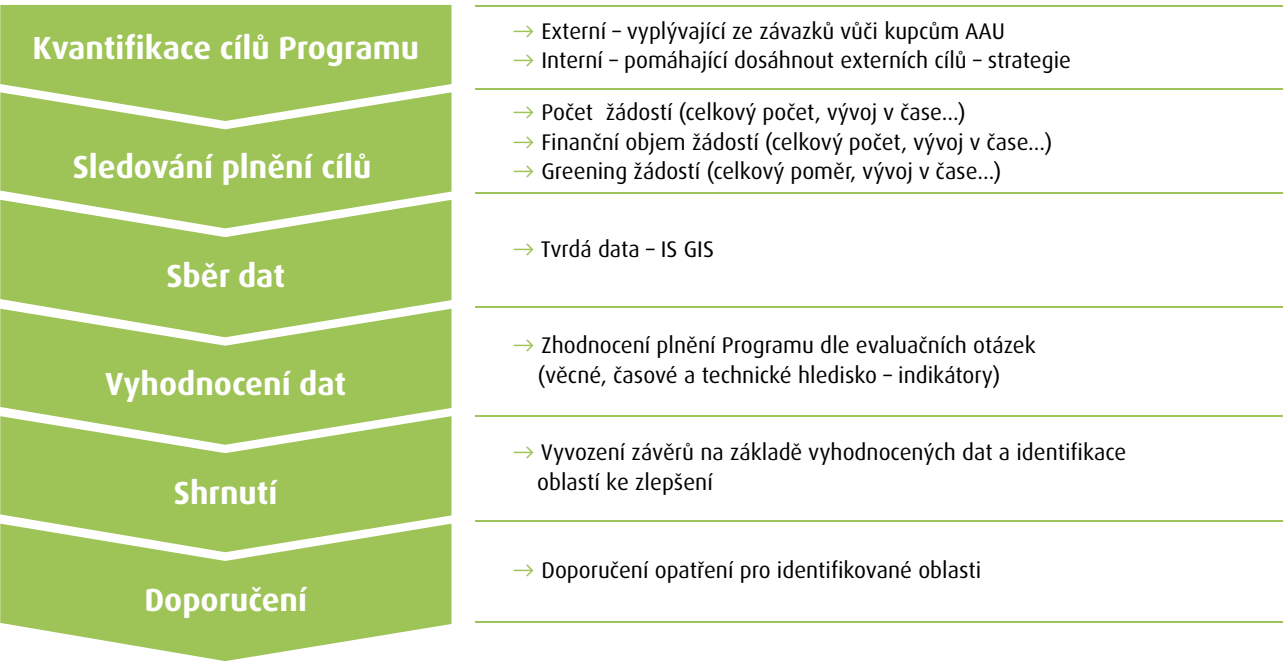 Kvantifikace cílů Programu
→ Externí – vyplývající ze závazků vůči kupcům AAU
→ Interní – pomáhající dosáhnout externích cílů – strategie
Sledování plnění cílů
→ Počet žádostí (celkový počet, vývoj v čase...)
→ Finanční objem žádostí (celkový počet, vývoj v čase...)
→ Greening žádostí (celkový poměr, vývoj v čase...)
Sběr dat
→ Tvrdá data – IS GIS
Vyhodnocení dat
→ Zhodnocení plnění Programu dle evaluačních otázek
(věcné, časové a technické hledisko – indikátory)
Shrnutí
→ Vyvození závěrů na základě vyhodnocených dat a identifikace
oblastí ke zlepšení
Doporučení
→ Doporučení opatření pro identifikované oblasti